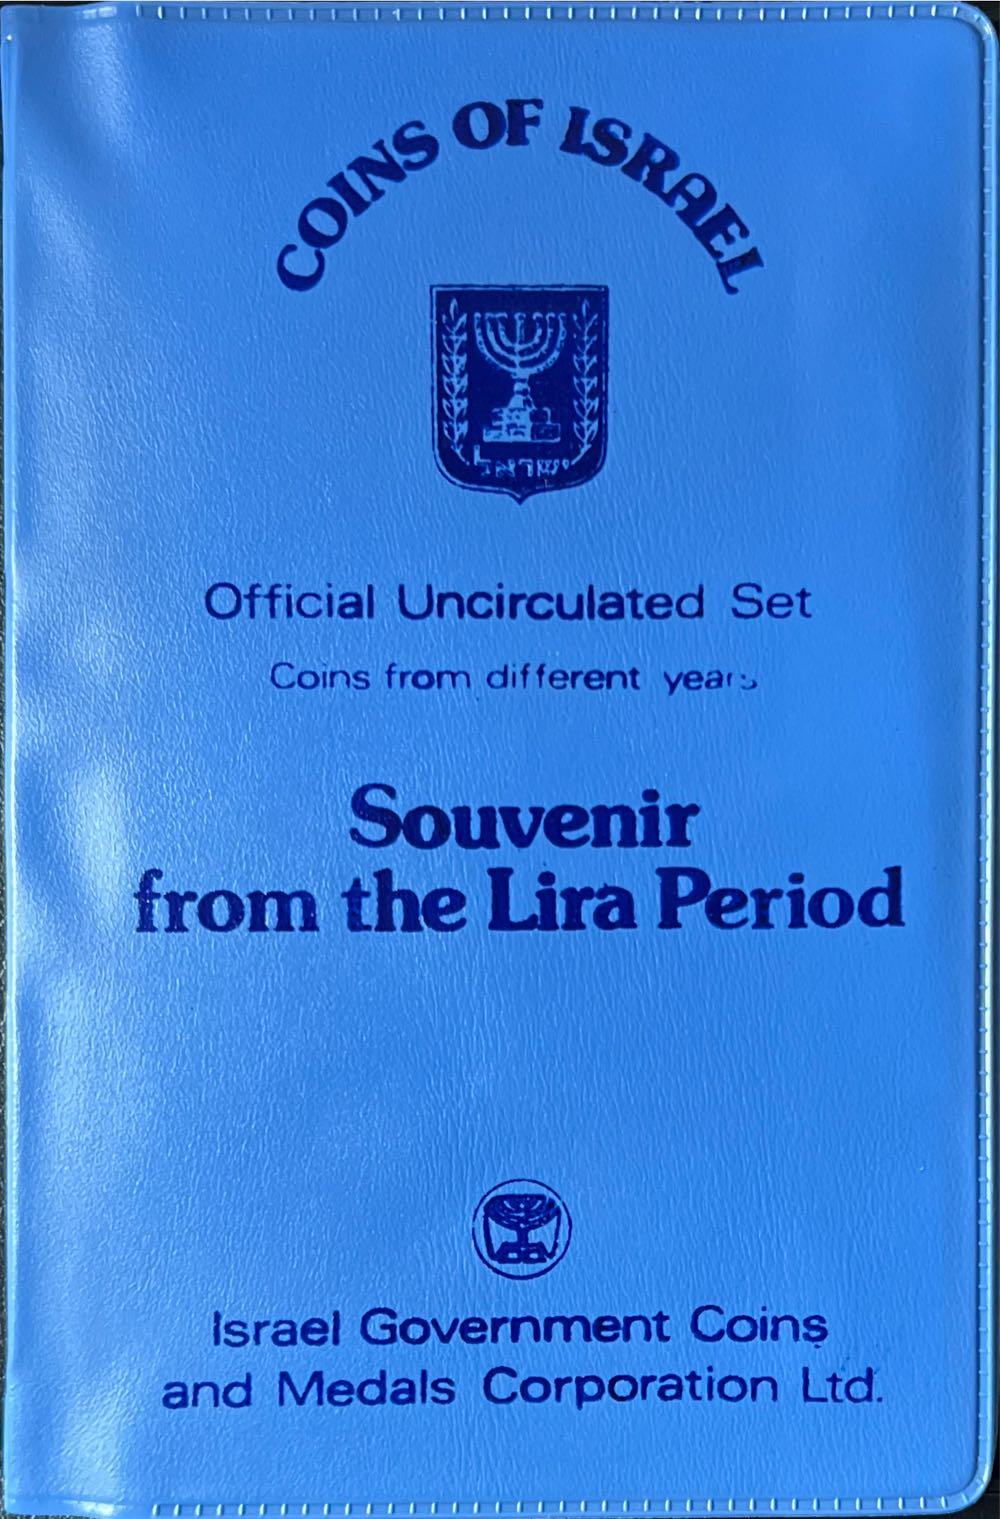 COINS OF ISRAEL
ישראל
Official Uncirculated Set
Coins from different years
Souvenir
from the Lira Period
Israel Government Coins
and Medals Corporation Ltd.